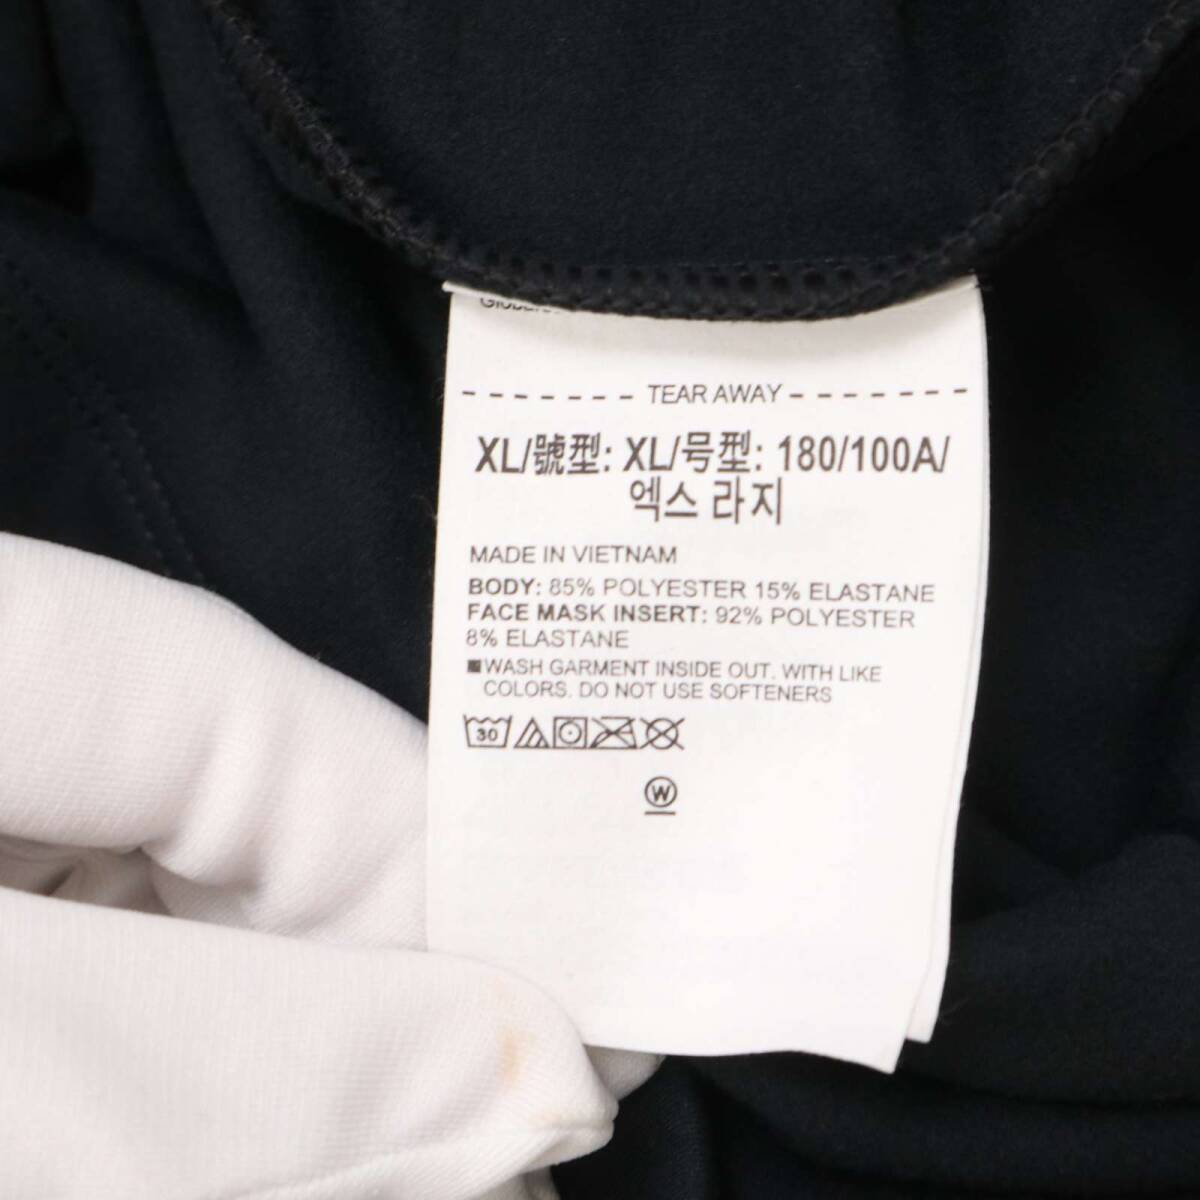 TEAR AWAY
XL/號型: XL/号型: 180/100A/
엑스 라지
MADE IN VIETNAM
BODY: 85% POLYESTER 15% ELASTANE
FACE MASK INSERT: 92% POLYESTER
8% ELASTANE
■WASH GARMENT INSIDE OUT. WITH LIKE
COLORS. DO NOT USE SOFTENERS
30
W